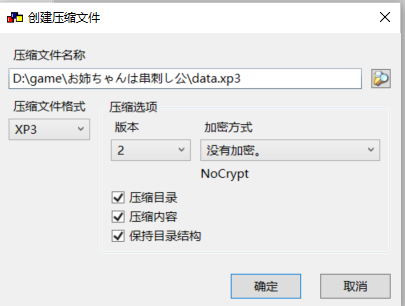 创建压缩文件
压缩文件名称
D:\game\お姉ちゃんは串刺し公\data.xp3
压缩文件格式
XP3
压缩选项
版本
加密方式
2
没有加密。
NoCrypt
压缩目录
压缩内容
保持目录结构
确定
取消